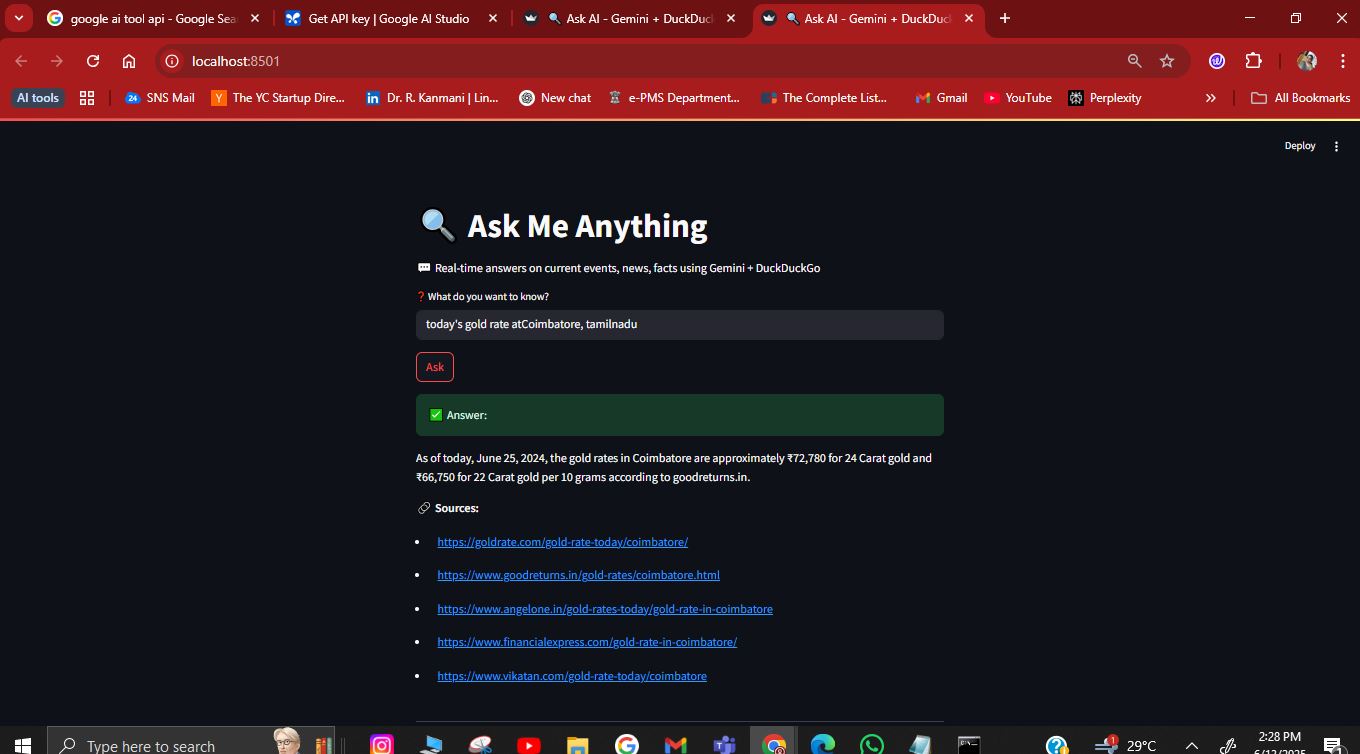 google ai tool api - Google Sea
Get API key | Google AI Studio
Ask AI - Gemini + DuckDuc
Ask AI - Gemini + DuckDuc
localhost:8501
AI tools
24
SNS Mail
Y
The YC Startup Dire...
in
Dr. R. Kanmani | Lin...
New chat
e-PMS Department...
The Complete List...
Gmail
YouTube
Perplexity
All Bookmarks
Deploy
Ask Me Anything
Real-time answers on current events, news, facts using Gemini + DuckDuckGo
What do you want to know?
today's gold rate atCoimbatore, tamilnadu
Ask
Answer:
As of today, June 25, 2024, the gold rates in Coimbatore are approximately ₹72,780 for 24 Carat gold and
₹66,750 for 22 Carat gold per 10 grams according to goodreturns.in.
Sources:
https://goldrate.com/gold-rate-today/coimbatore/
https://www.goodreturns.in/gold-rates/coimbatore.html
https://www.angelone.in/gold-rates-today/gold-rate-in-coimbatore
https://www.financialexpress.com/gold-rate-in-coimbatore/
https://www.vikatan.com/gold-rate-today/coimbatore
Type here to search
1
29°C
2:28 PM